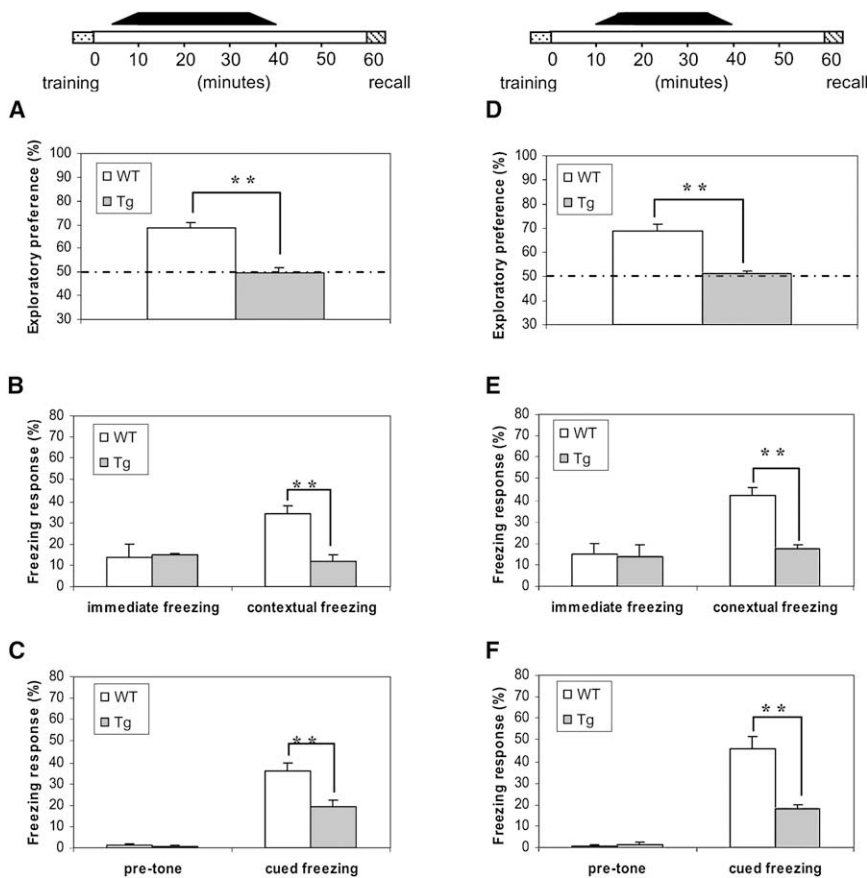 0 10 20 30 40 50 60
training (minutes) recall
A
Exploratory preference (%)
100
90
80
70
60
50
40
30
WT
Tg
* *
B
Freezing response (%)
80
70
60
50
40
30
20
10
0
WT
Tg
* *
immediate freezing contextual freezing
C
Freezing response (%)
80
70
60
50
40
30
20
10
0
WT
Tg
* *
pre-tone cued freezing
0 10 20 30 40 50 60
training (minutes) recall
D
Exploratory preference (%)
100
90
80
70
60
50
40
30
WT
Tg
* *
E
Freezing response (%)
80
70
60
50
40
30
20
10
0
WT
Tg
* *
immediate freezing conextual freezing
F
Freezing response (%)
80
70
60
50
40
30
20
10
0
WT
Tg
* *
pre-tone cued freezing